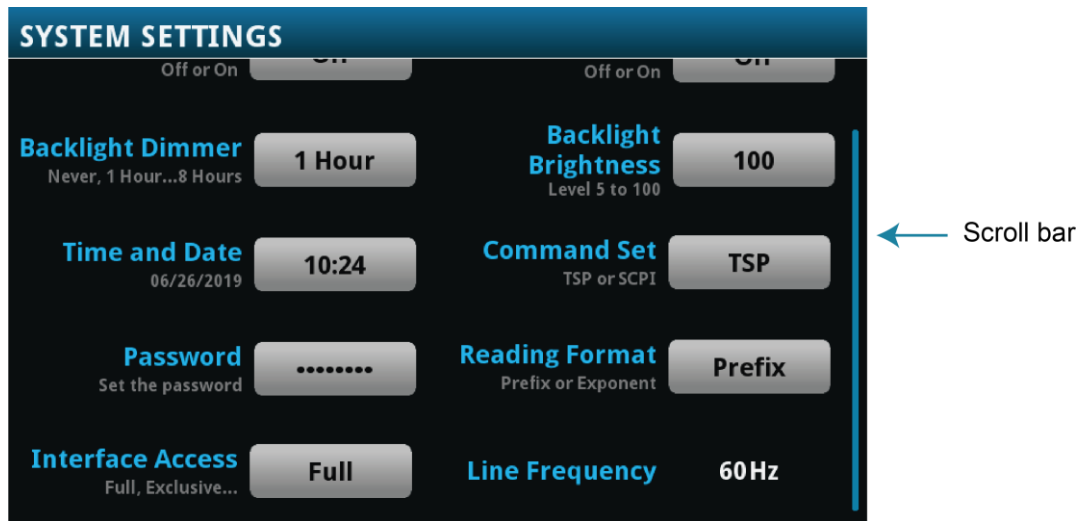 SYSTEM SETTINGS
Off or On
Off or On
On
Backlight Dimmer
Never, 1 Hour...8 Hours
1 Hour
Backlight
Brightness
Level 5 to 100
100
Time and Date
06/26/2019
10:24
Command Set
TSP or SCPI
TSP
Scroll bar
Password
Set the password
••••••••
Reading Format
Prefix or Exponent
Prefix
Interface Access
Full, Exclusive...
Full
Line Frequency
60Hz